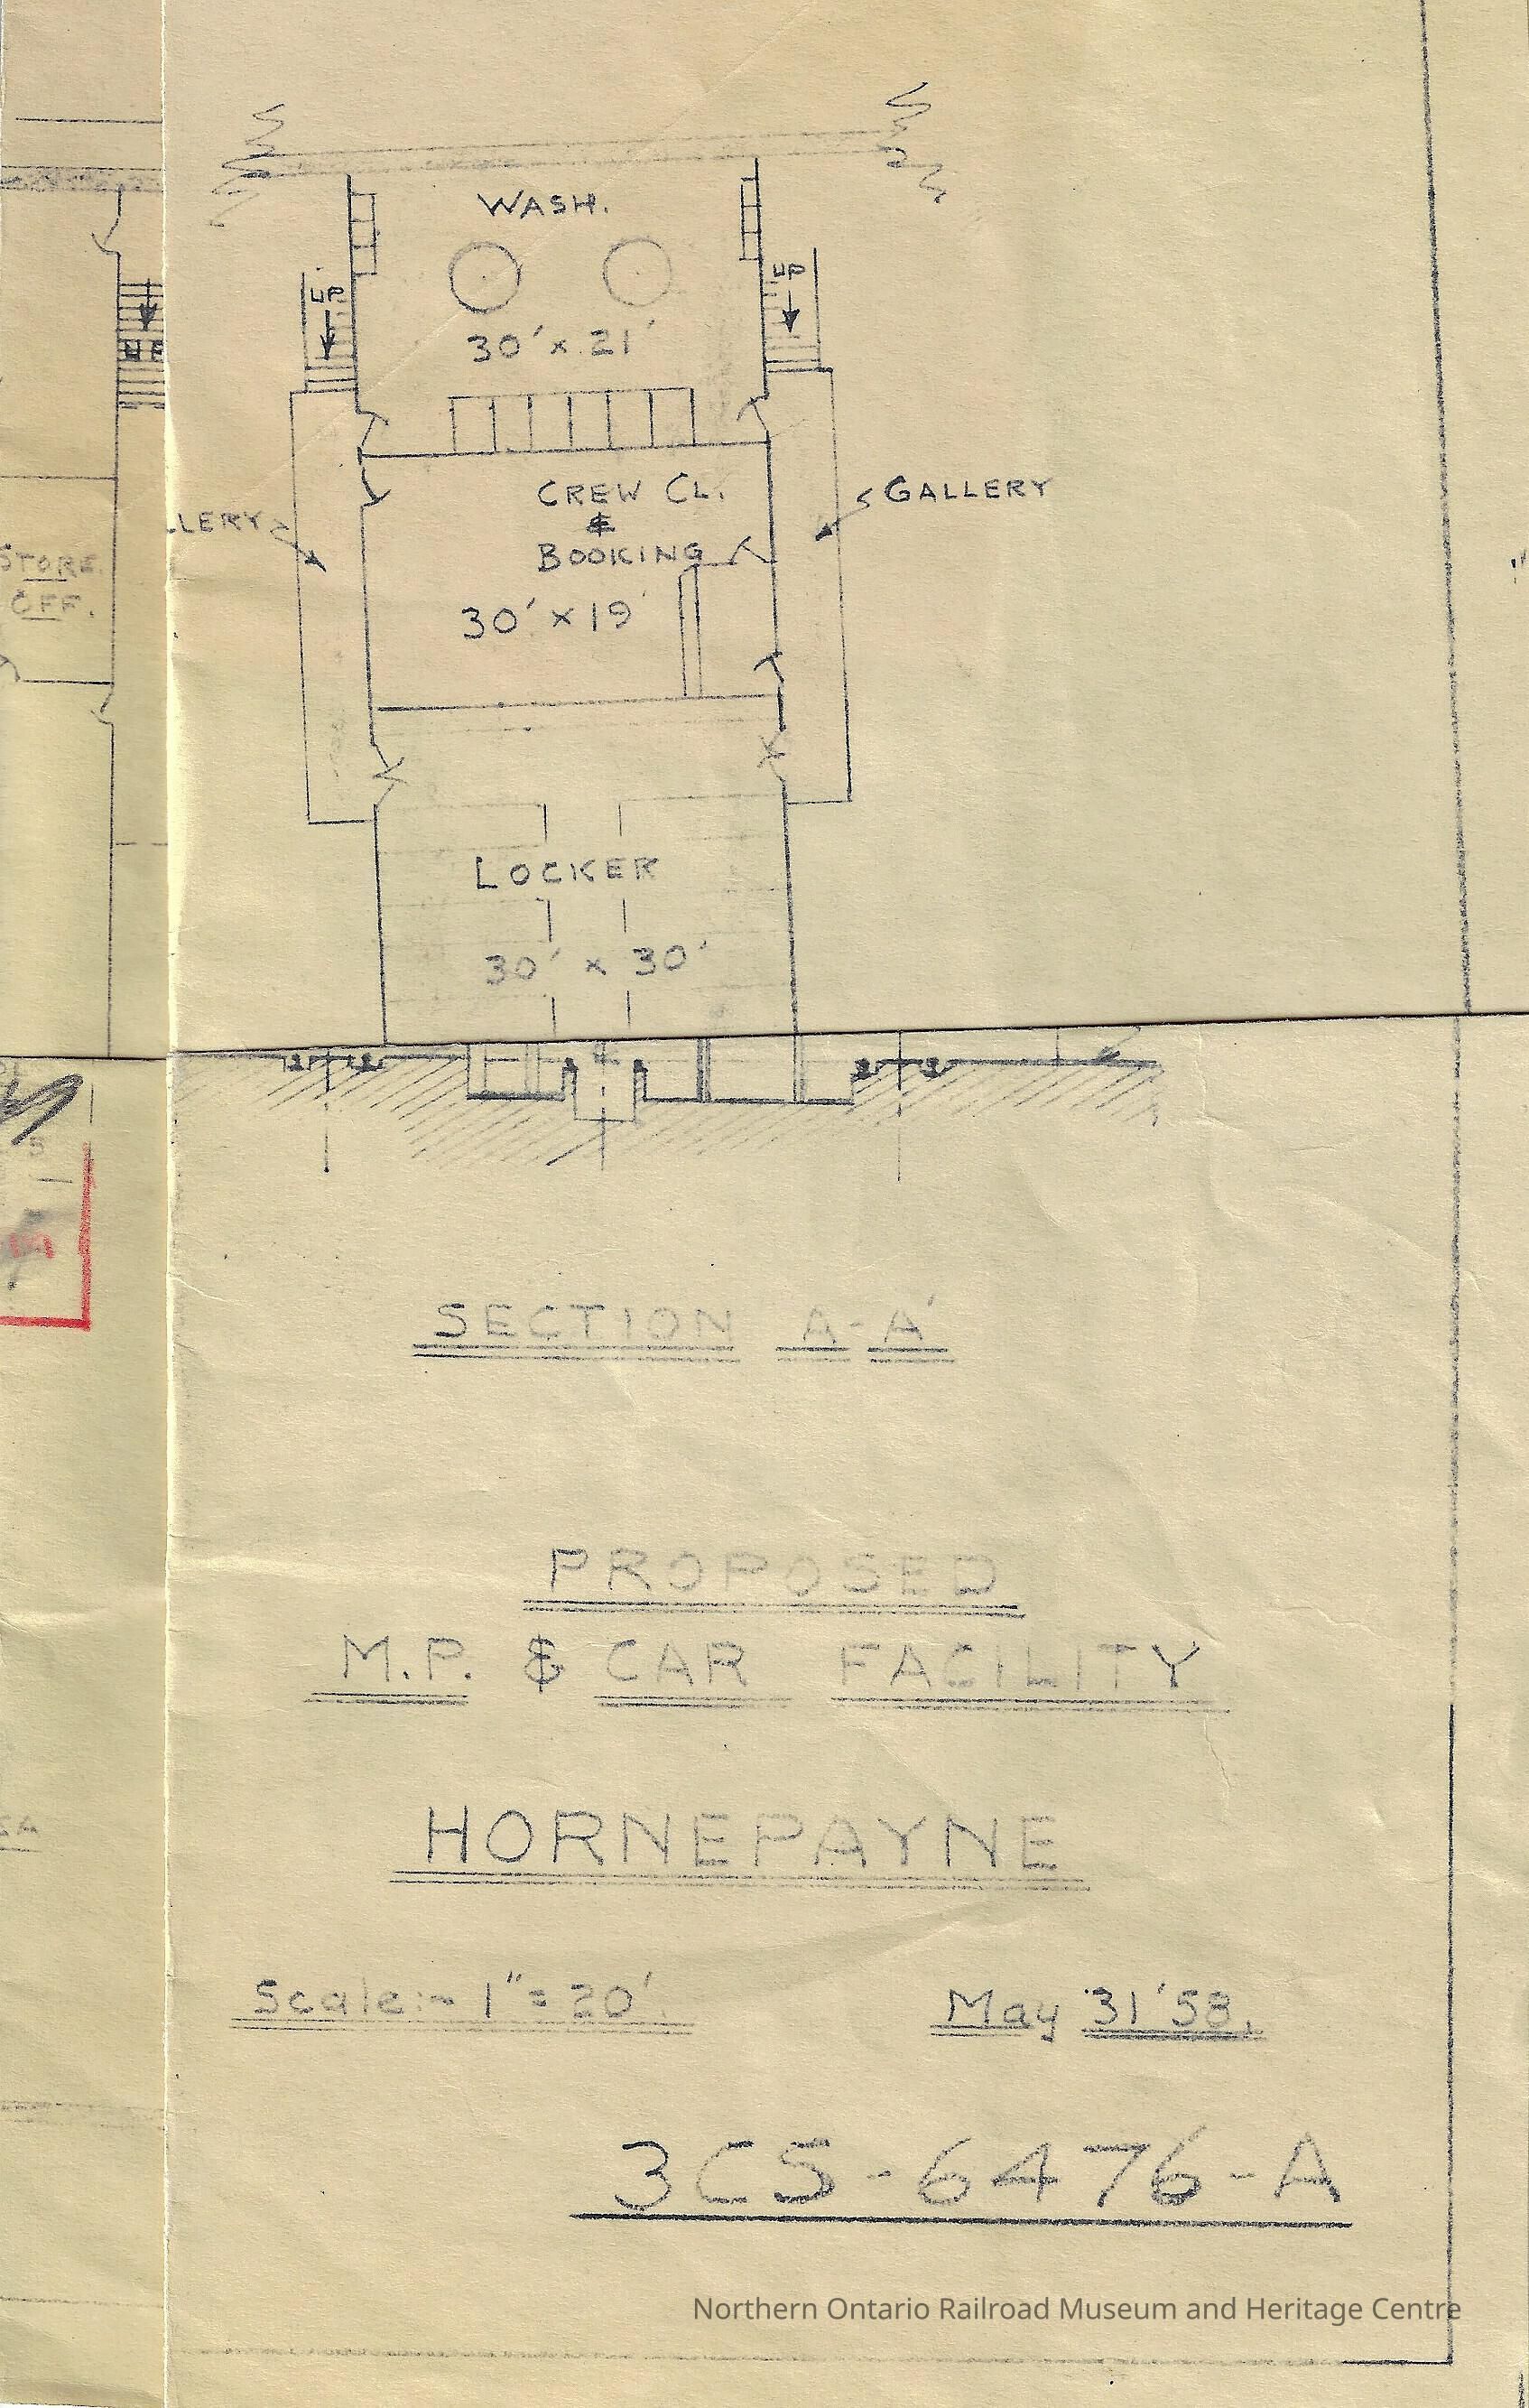 WASH.
UP
UP
30' x 21'
CREW CL.
&
BOOKING
30' x 19'
GALLERY
LLERY
STORE
OFF.
LOCKER
30' x 30'
SECTION A-A'
PROPOSED
M.P. & CAR FACILITY
HORNEPAYNE
Scale:- 1" = 20'
May 31 '58.
3CS-6476-A
Northern Ontario Railroad Museum and Heritage Centre